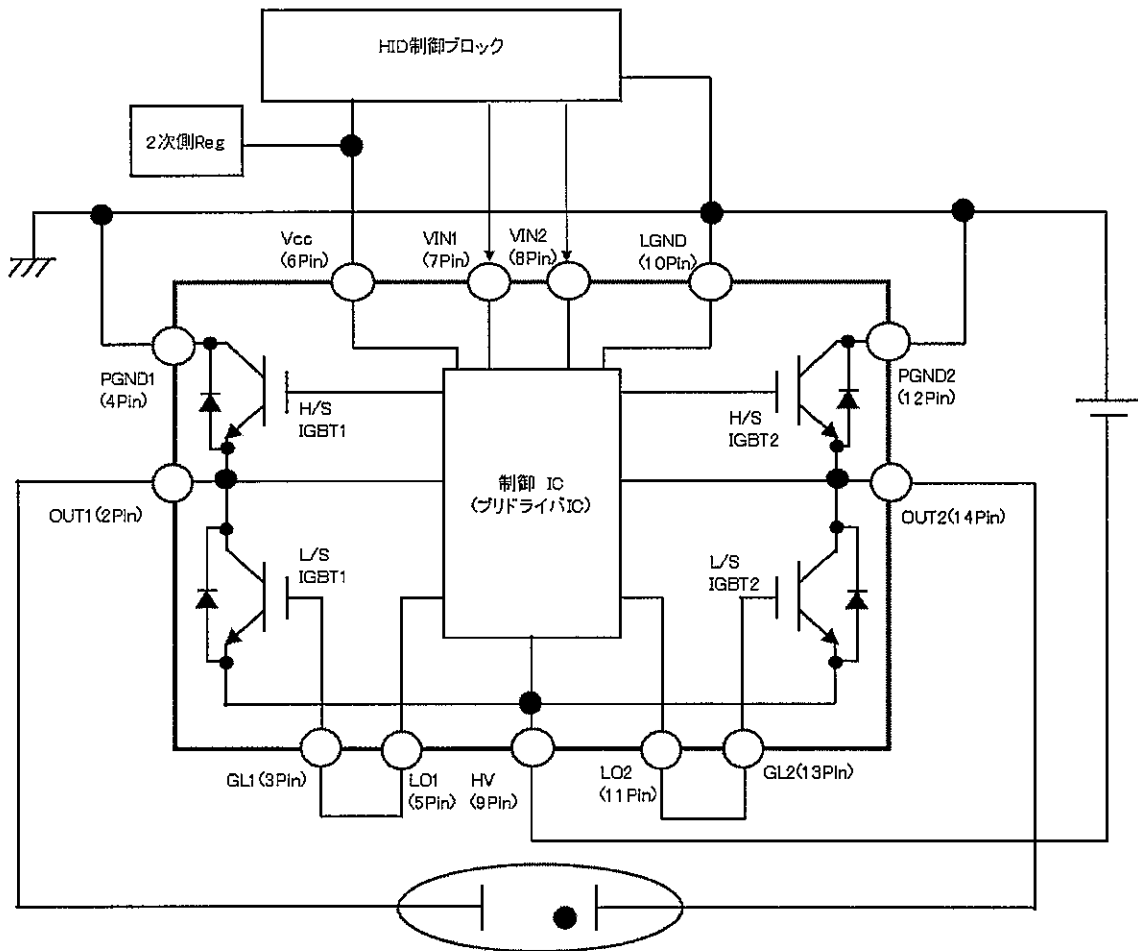 HID制御ブロック
2次側Reg
Vcc
(6Pin)
VIN1
(7Pin)
VIN2
(8Pin)
LGND
(10Pin)
PGND1
(4Pin)
H/S
IGBT1
H/S
IGBT2
PGND2
(12Pin)
制御 IC
(プリドライバIC)
OUT1(2Pin)
OUT2(14Pin)
L/S
IGBT1
L/S
IGBT2
GL1(3Pin)
LO1
(5Pin)
HV
(9Pin)
LO2
(11Pin)
GL2(13Pin)